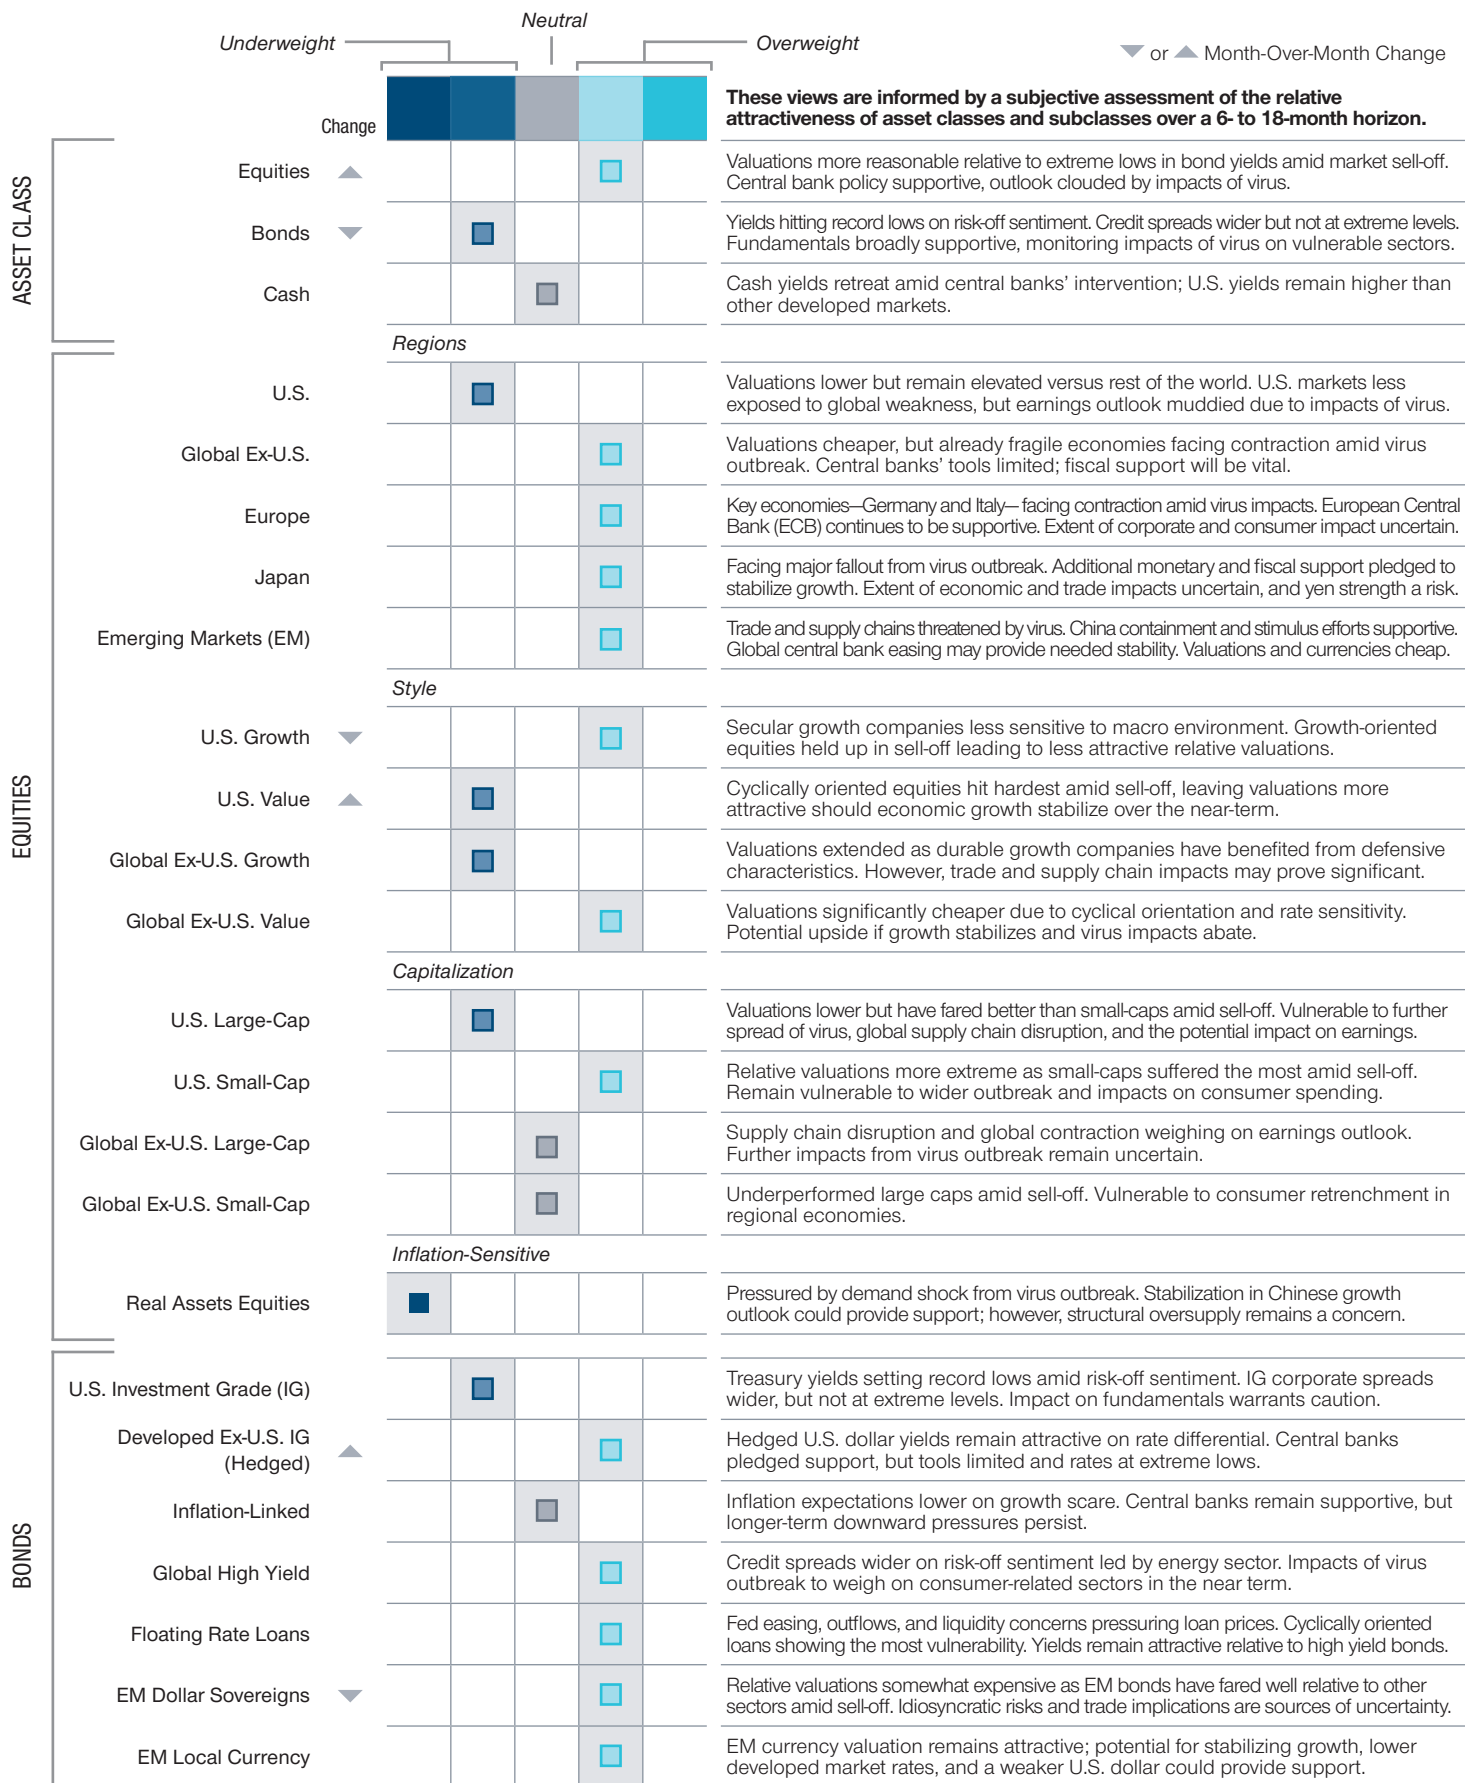 Neutral
Underweight
Overweight
or Month-Over-Month Change
Change
These views are informed by a subjective assessment of the relative
attractiveness of asset classes and subclasses over a 6- to 18-month horizon.
ASSET CLASS
Equities
Valuations more reasonable relative to extreme lows in bond yields amid market sell-off.
Central bank policy supportive, outlook clouded by impacts of virus.
Bonds
Yields hitting record lows on risk-off sentiment. Credit spreads wider but not at extreme levels.
Fundamentals broadly supportive, monitoring impacts of virus on vulnerable sectors.
Cash
Cash yields retreat amid central banks’ intervention; U.S. yields remain higher than
other developed markets.
EQUITIES
Regions
U.S.
Valuations lower but remain elevated versus rest of the world. U.S. markets less
exposed to global weakness, but earnings outlook muddied due to impacts of virus.
Global Ex-U.S.
Valuations cheaper, but already fragile economies facing contraction amid virus
outbreak. Central banks’ tools limited; fiscal support will be vital.
Europe
Key economies—Germany and Italy— facing contraction amid virus impacts. European Central
Bank (ECB) continues to be supportive. Extent of corporate and consumer impact uncertain.
Japan
Facing major fallout from virus outbreak. Additional monetary and fiscal support pledged to
stabilize growth. Extent of economic and trade impacts uncertain, and yen strength a risk.
Emerging Markets (EM)
Trade and supply chains threatened by virus. China containment and stimulus efforts supportive.
Global central bank easing may provide needed stability. Valuations and currencies cheap.
Style
U.S. Growth
Secular growth companies less sensitive to macro environment. Growth-oriented
equities held up in sell-off leading to less attractive relative valuations.
U.S. Value
Cyclically oriented equities hit hardest amid sell-off, leaving valuations more
attractive should economic growth stabilize over the near-term.
Global Ex-U.S. Growth
Valuations extended as durable growth companies have benefited from defensive
characteristics. However, trade and supply chain impacts may prove significant.
Global Ex-U.S. Value
Valuations significantly cheaper due to cyclical orientation and rate sensitivity.
Potential upside if growth stabilizes and virus impacts abate.
Capitalization
U.S. Large-Cap
Valuations lower but have fared better than small-caps amid sell-off. Vulnerable to further
spread of virus, global supply chain disruption, and the potential impact on earnings.
U.S. Small-Cap
Relative valuations more extreme as small-caps suffered the most amid sell-off.
Remain vulnerable to wider outbreak and impacts on consumer spending.
Global Ex-U.S. Large-Cap
Supply chain disruption and global contraction weighing on earnings outlook.
Further impacts from virus outbreak remain uncertain.
Global Ex-U.S. Small-Cap
Underperformed large caps amid sell-off. Vulnerable to consumer retrenchment in
regional economies.
Inflation-Sensitive
Real Assets Equities
Pressured by demand shock from virus outbreak. Stabilization in Chinese growth
outlook could provide support; however, structural oversupply remains a concern.
BONDS
U.S. Investment Grade (IG)
Treasury yields setting record lows amid risk-off sentiment. IG corporate spreads
wider, but not at extreme levels. Impact on fundamentals warrants caution.
Developed Ex-U.S. IG
(Hedged)
Hedged U.S. dollar yields remain attractive on rate differential. Central banks
pledged support, but tools limited and rates at extreme lows.
Inflation-Linked
Inflation expectations lower on growth scare. Central banks remain supportive, but
longer-term downward pressures persist.
Global High Yield
Credit spreads wider on risk-off sentiment led by energy sector. Impacts of virus
outbreak to weigh on consumer-related sectors in the near term.
Floating Rate Loans
Fed easing, outflows, and liquidity concerns pressuring loan prices. Cyclically oriented
loans showing the most vulnerability. Yields remain attractive relative to high yield bonds.
EM Dollar Sovereigns
Relative valuations somewhat expensive as EM bonds have fared well relative to other
sectors amid sell-off. Idiosyncratic risks and trade implications are sources of uncertainty.
EM Local Currency
EM currency valuation remains attractive; potential for stabilizing growth, lower
developed market rates, and a weaker U.S. dollar could provide support.